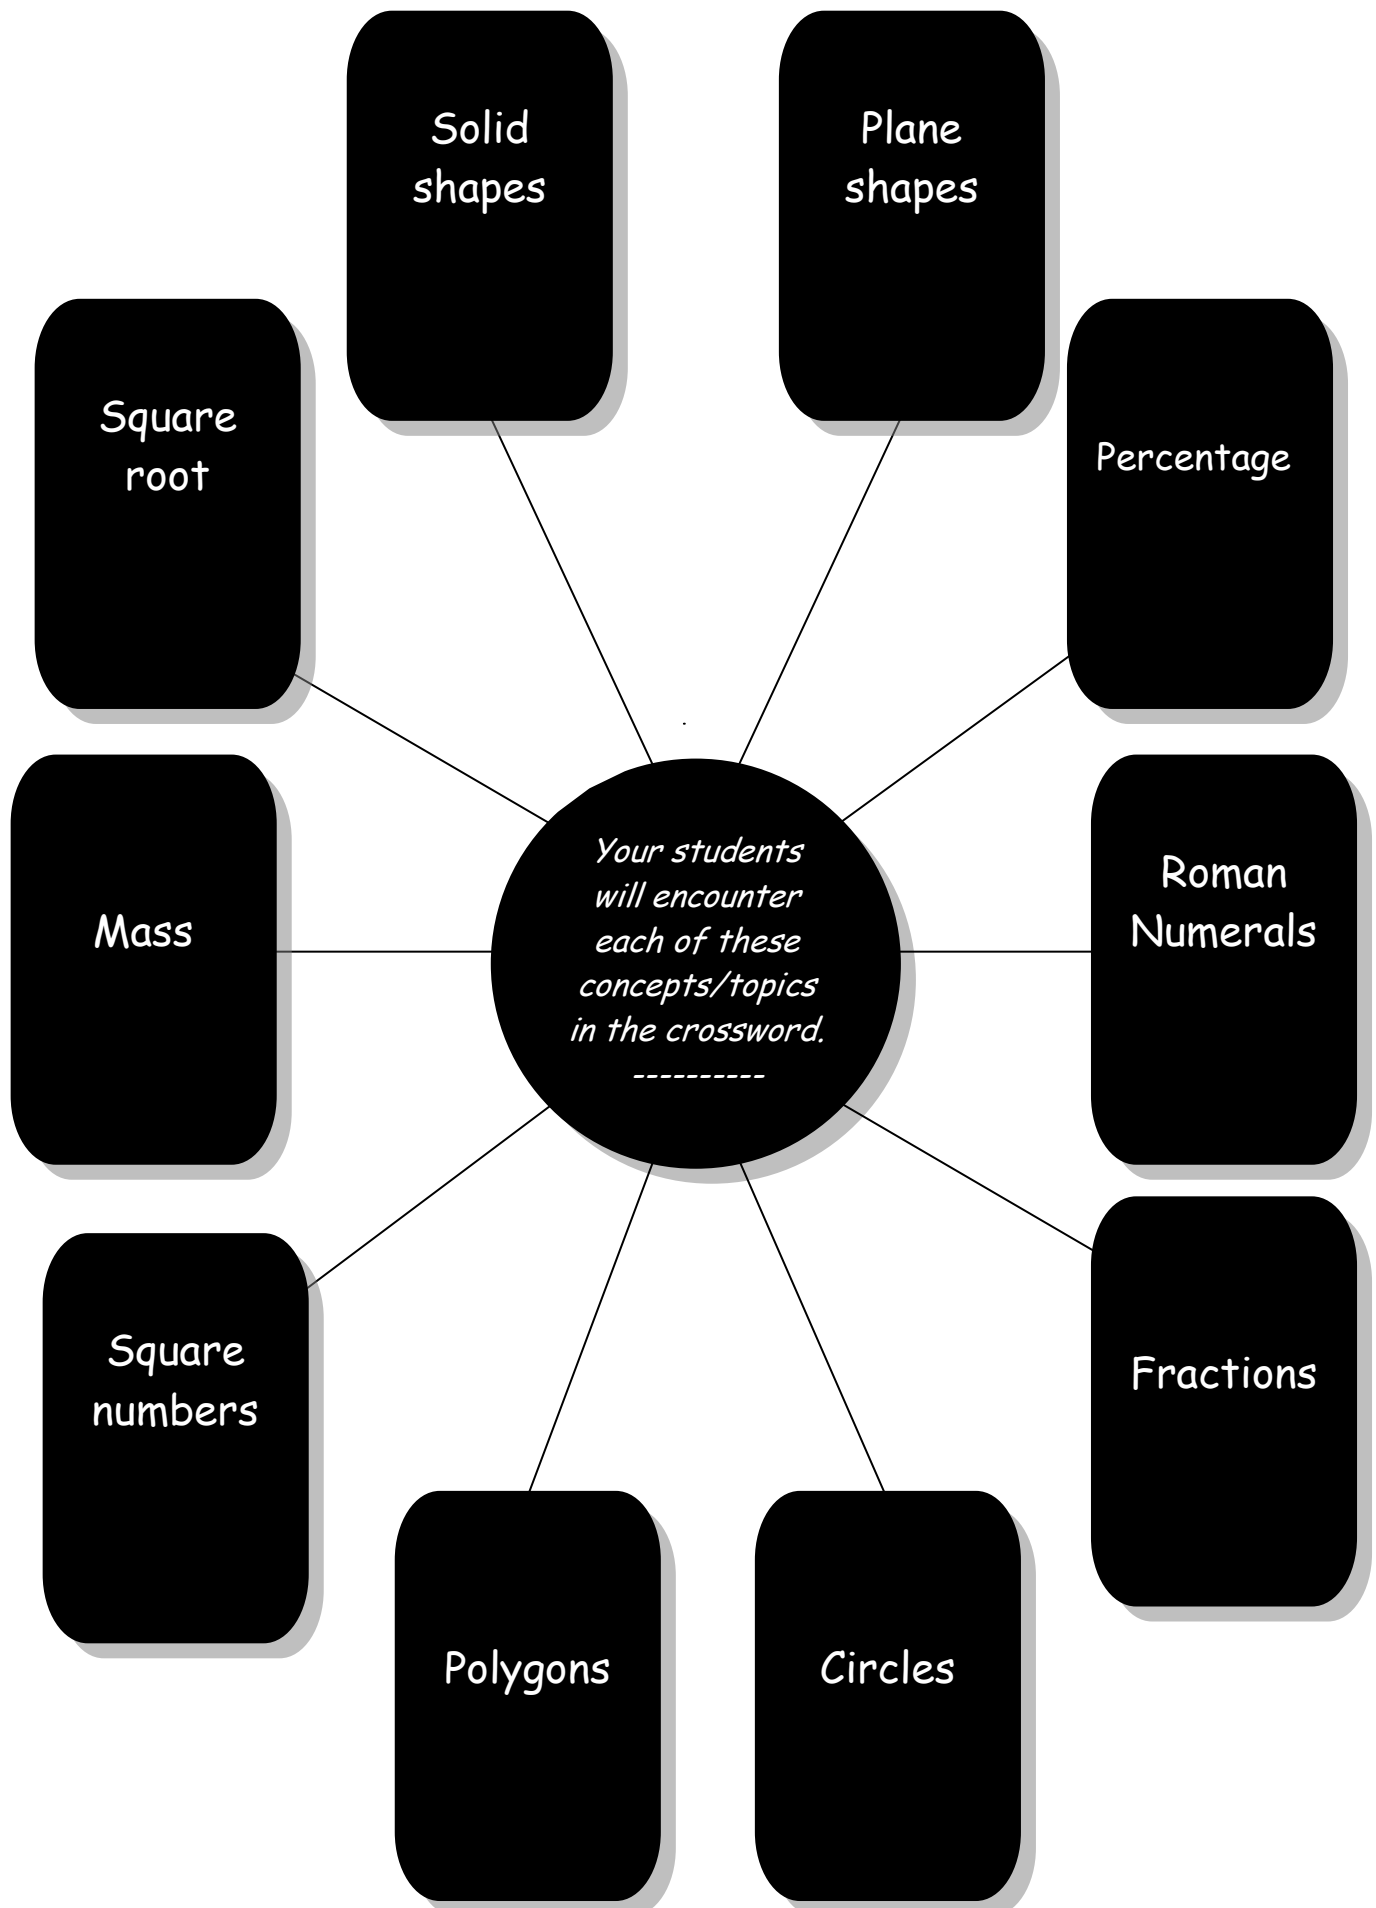 Solid
shapes
Plane
shapes
Square
root
Percentage
Your students
will encounter
each of these
concepts/topics
in the crossword.
----------
Mass
Roman
Numerals
Square
numbers
Fractions
Polygons
Circles